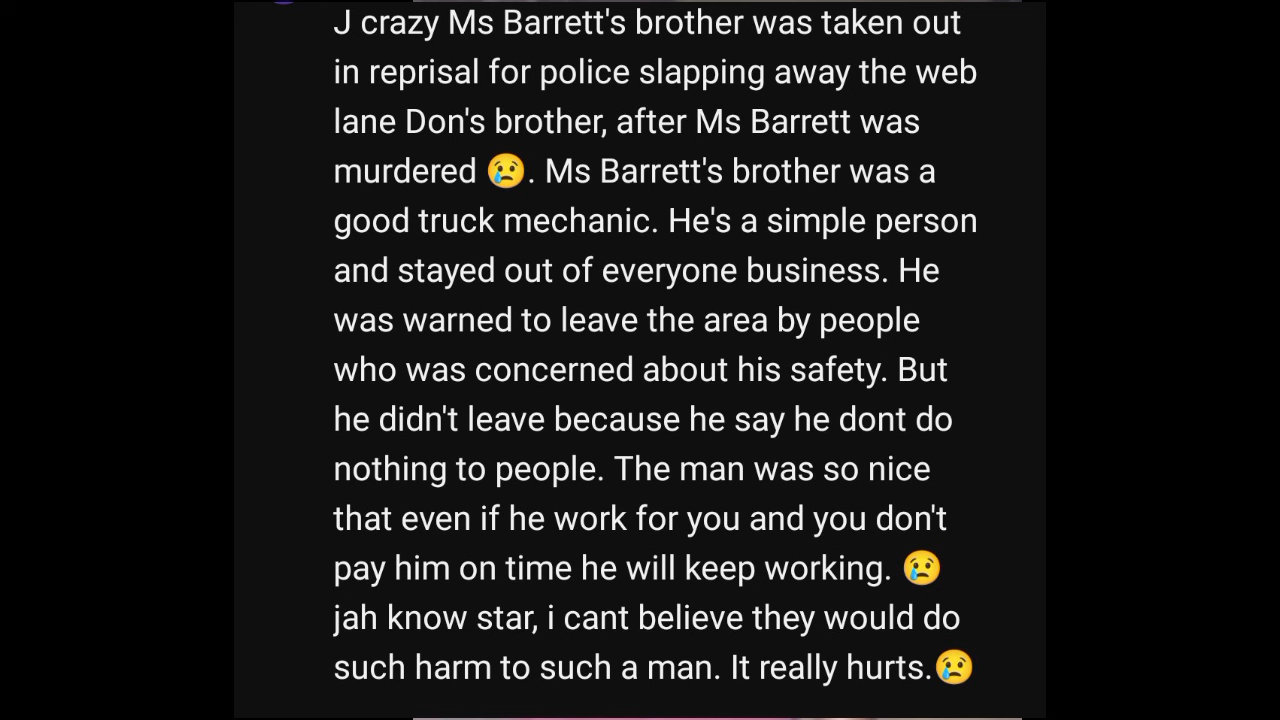 J crazy Ms Barrett's brother was taken out
in reprisal for police slapping away the web
lane Don's brother, after Ms Barrett was
murdered 😢. Ms Barrett's brother was a
good truck mechanic. He's a simple person
and stayed out of everyone business. He
was warned to leave the area by people
who was concerned about his safety. But
he didn't leave because he say he dont do
nothing to people. The man was so nice
that even if he work for you and you don't
pay him on time he will keep working. 😢
jah know star, i cant believe they would do
such harm to such a man. It really hurts.😢